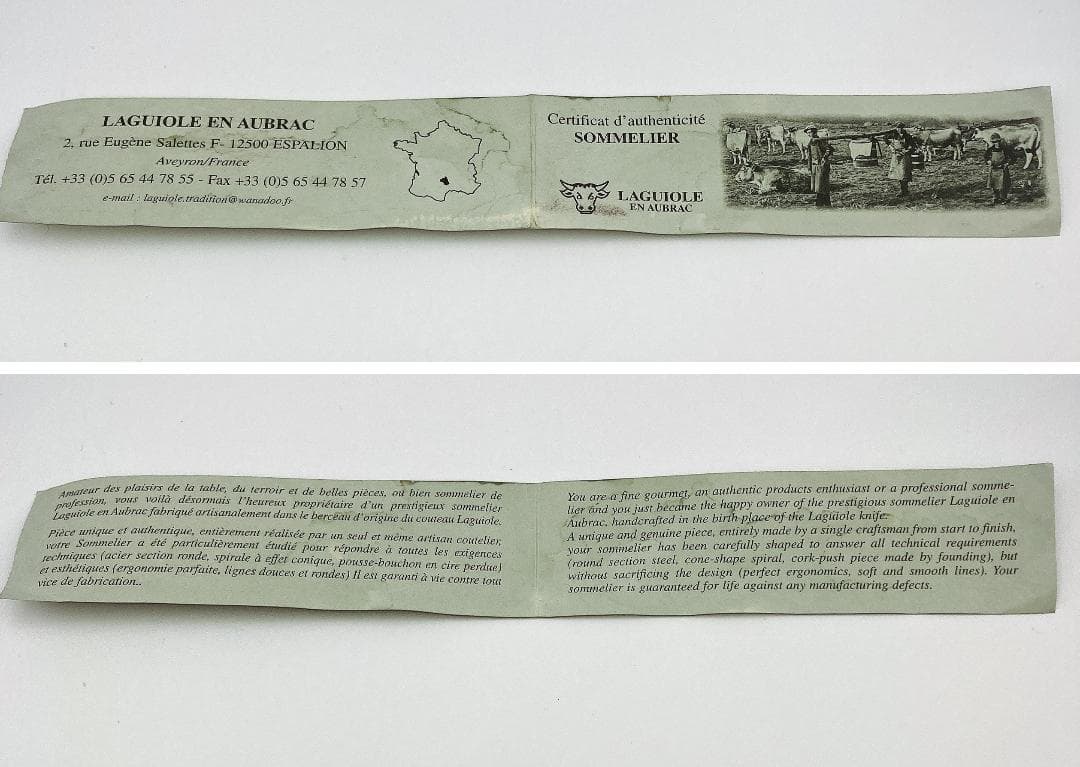 LAGUIOLE EN AUBRAC
2, rue Eugène Salettes F- 12500 ESPALION
Aveyron/France
Tél. +33 (0)5 65 44 78 55 - Fax +33 (0)5 65 44 78 57
e-mail : laguiole.tradition@wanadoo.fr
Certificat d'authenticité
SOMMELIER
LAGUIOLE
EN AUBRAC
Amateur des plaisirs de la table, du terroir et de belles pièces, ou bien sommelier de
profession, vous voilà désormais l'heureux propriétaire d'un prestigieux sommelier
Laguiole en Aubrac fabriqué artisanalement dans le berceau d'origine du couteau Laguiole.
Pièce unique et authentique, entièrement réalisée par un seul et même artisan coutelier,
votre Sommelier a été particulièrement étudié pour répondre à toutes les exigences
techniques (acier section ronde, spirale à effet conique, pousse-bouchon en cire perdue)
et esthétiques (ergonomie parfaite, lignes douces et rondes) Il est garanti à vie contre tout
vice de fabrication..
You are a fine gourmet, an authentic products enthusiast or a professional somme-
lier and you just became the happy owner of the prestigious sommelier Laguiole en
Aubrac, handcrafted in the birth place of the Laguiole knife.
A unique and genuine piece, entirely made by a single craftsman from start to finish,
your sommelier has been carefully shaped to answer all technical requirements
(round section steel, cone-shape spiral, cork-push piece made by founding), but
without sacrificing the design (perfect ergonomics, soft and smooth lines). Your
sommelier is guaranteed for life against any manufacturing defects.